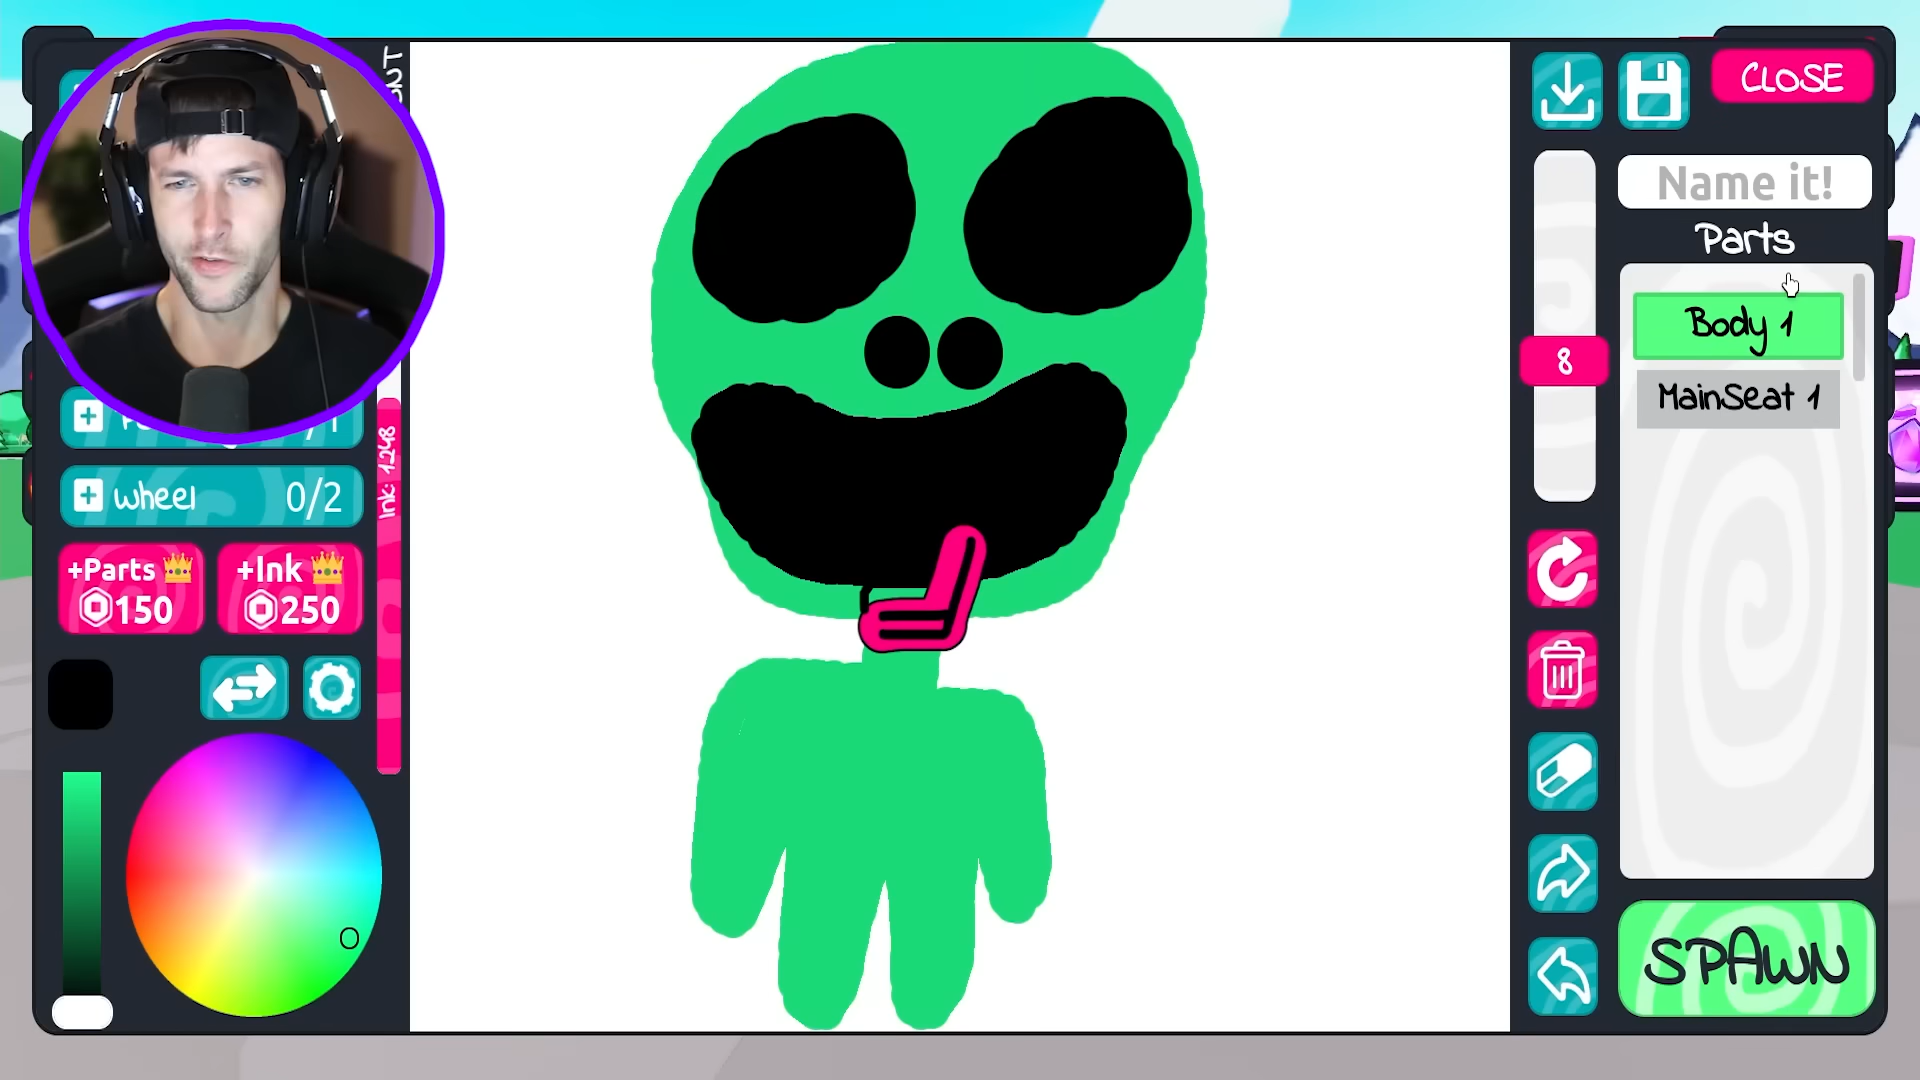 CLOSE
Name it!
Parts
Body 1
MainSeat 1
8
Ink: 1248
wheel 0/2
+Parts
150
+Ink
250
SPAWN